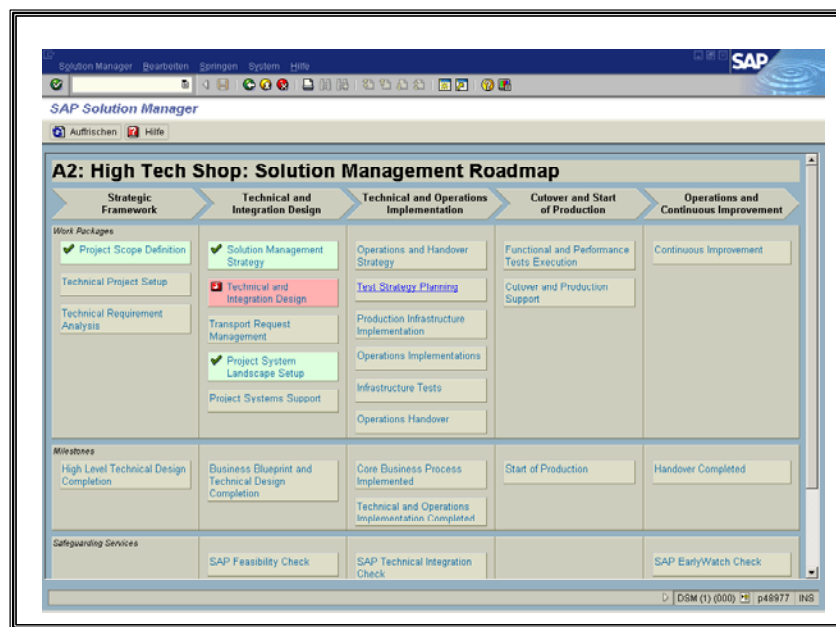 Solution Manager Bearbeiten Springen System Hilfe
SAP
SAP Solution Manager
Auffrischen Hilfe
A2: High Tech Shop: Solution Management Roadmap
Strategic
Framework
Technical and
Integration Design
Technical and Operations
Implementation
Cutover and Start
of Production
Operations and
Continuous Improvement
Work Packages
Project Scope Definition
Technical Project Setup
Technical Requirement
Analysis
Solution Management
Strategy
Technical and
Integration Design
Transport Request
Management
Project System
Landscape Setup
Project Systems Support
Operations and Handover
Strategy
Test Strategy Planning
Production Infrastructure
Implementation
Operations Implementations
Infrastructure Tests
Operations Handover
Functional and Performance
Tests Execution
Cutover and Production
Support
Continuous Improvement
Milestones
High Level Technical Design
Completion
Business Blueprint and
Technical Design
Completion
Core Business Process
Implemented
Technical and Operations
Implementation Completed
Start of Production
Handover Completed
Safeguarding Services
SAP Feasibility Check
SAP Technical Integration
Check
SAP EarlyWatch Check
DSM (1) (000) p48977 INS